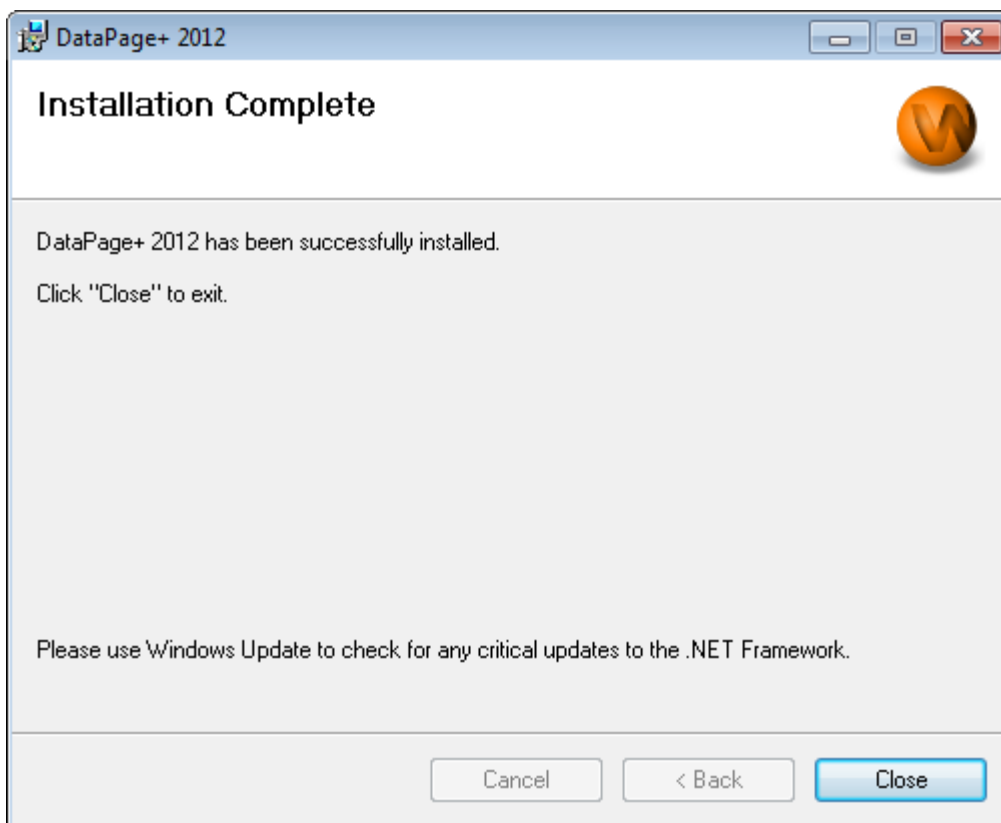 DataPage+ 2012
Installation Complete
W
DataPage+ 2012 has been successfully installed.
Click "Close" to exit.
Please use Windows Update to check for any critical updates to the .NET Framework.
Cancel
< Back
Close